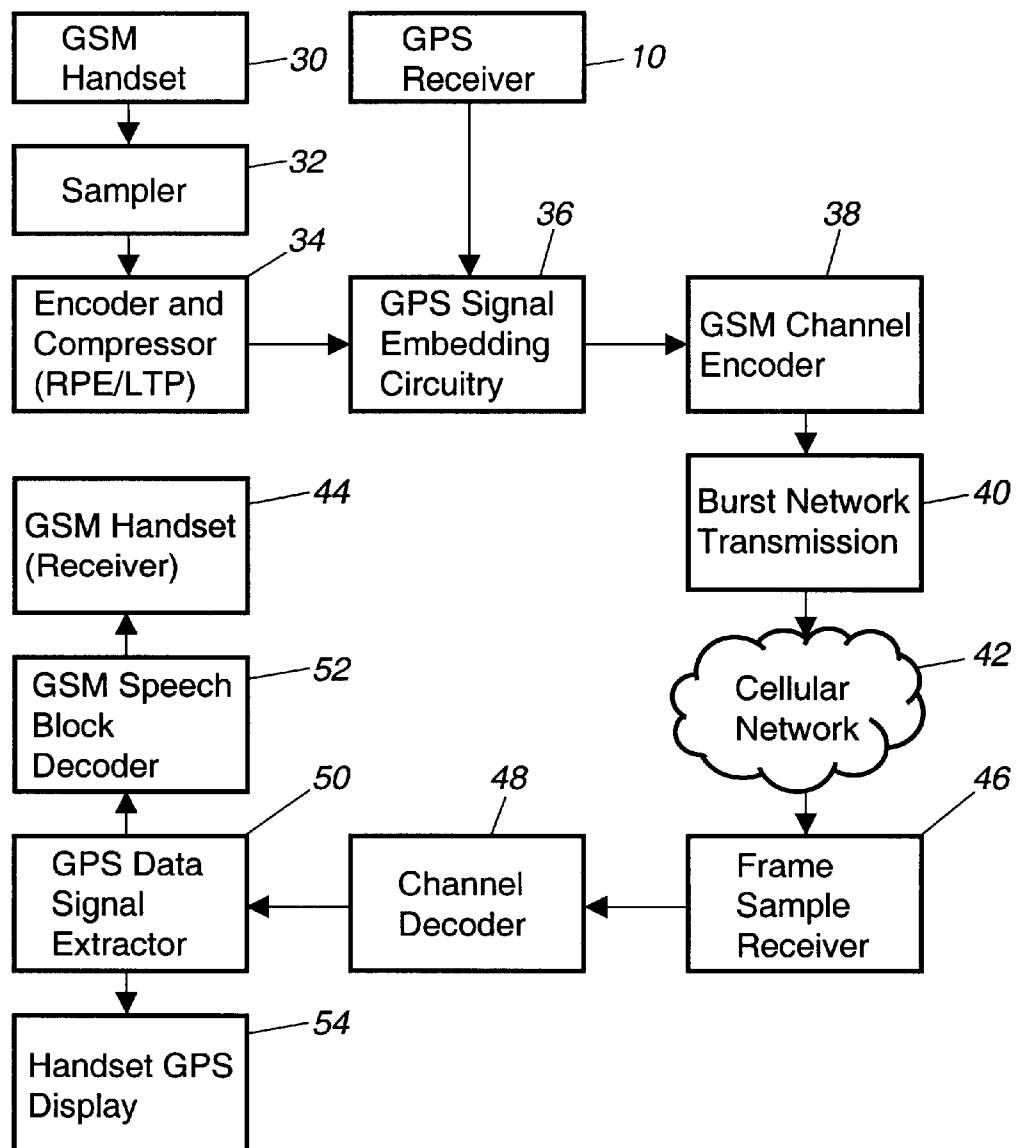 GSM
Handset
30
GPS
Receiver
10
Sampler
32
Encoder and
Compressor
(RPE/LTP)
34
GPS Signal
Embedding
Circuitry
36
GSM Channel
Encoder
38
Burst Network
Transmission
40
Cellular
Network
42
GSM Handset
(Receiver)
44
GSM Speech
Block
Decoder
52
GPS Data
Signal
Extractor
50
Channel
Decoder
48
Frame
Sample
Receiver
46
Handset GPS
Display
54